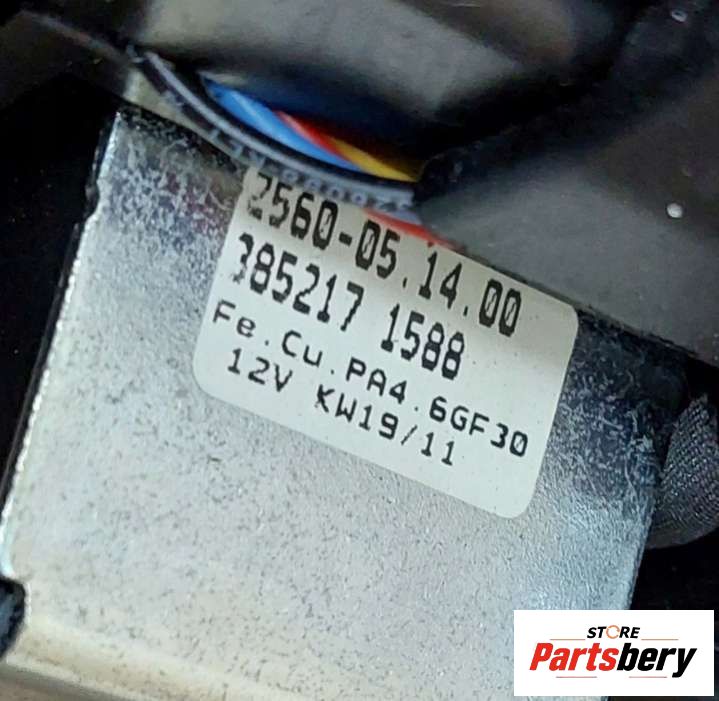 2560-05.14.00
385217 1588
Fe.Cu.PA4.6GF30
12V KW19/11
STORE
Partsbery